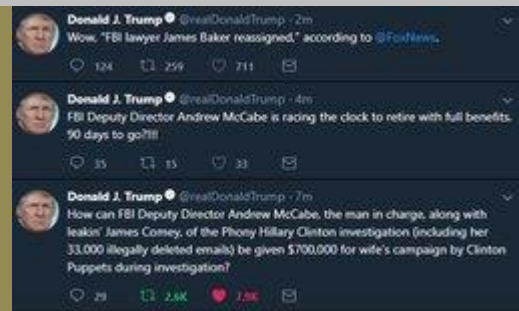 Donald J. Trump @realDonaldTrump · 2m
Wow, "FBI lawyer James Baker reassigned," according to @FoxNews.
124 259 711
Donald J. Trump @realDonaldTrump · 4m
FBI Deputy Director Andrew McCabe is racing the clock to retire with full benefits.
90 days to go?!!!
35 15 33
Donald J. Trump @realDonaldTrump · 7m
How can FBI Deputy Director Andrew McCabe, the man in charge, along with
leakin' James Comey, of the Phony Hillary Clinton investigation (including her
33,000 illegally deleted emails) be given $700,000 for wife's campaign by Clinton
Puppets during investigation?
29 2.6K 7.9K